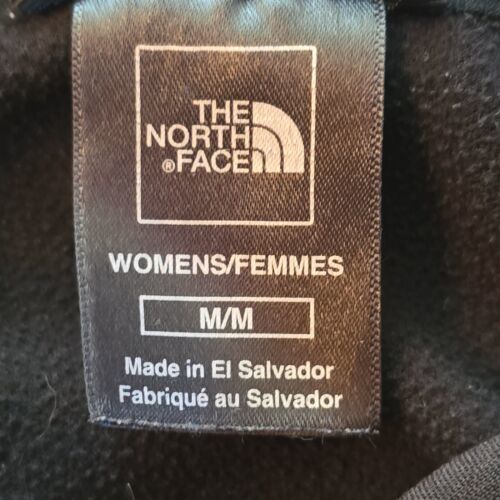 THE
NORTH
®FACE
WOMENS/FEMMES
M/M
Made in El Salvador
Fabriqué au Salvador